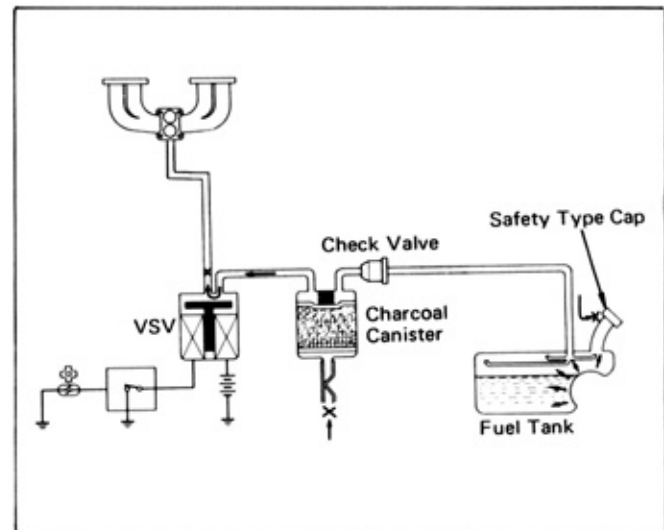 Safety Type Cap
Check Valve
VSV
Charcoal
Canister
Fuel Tank